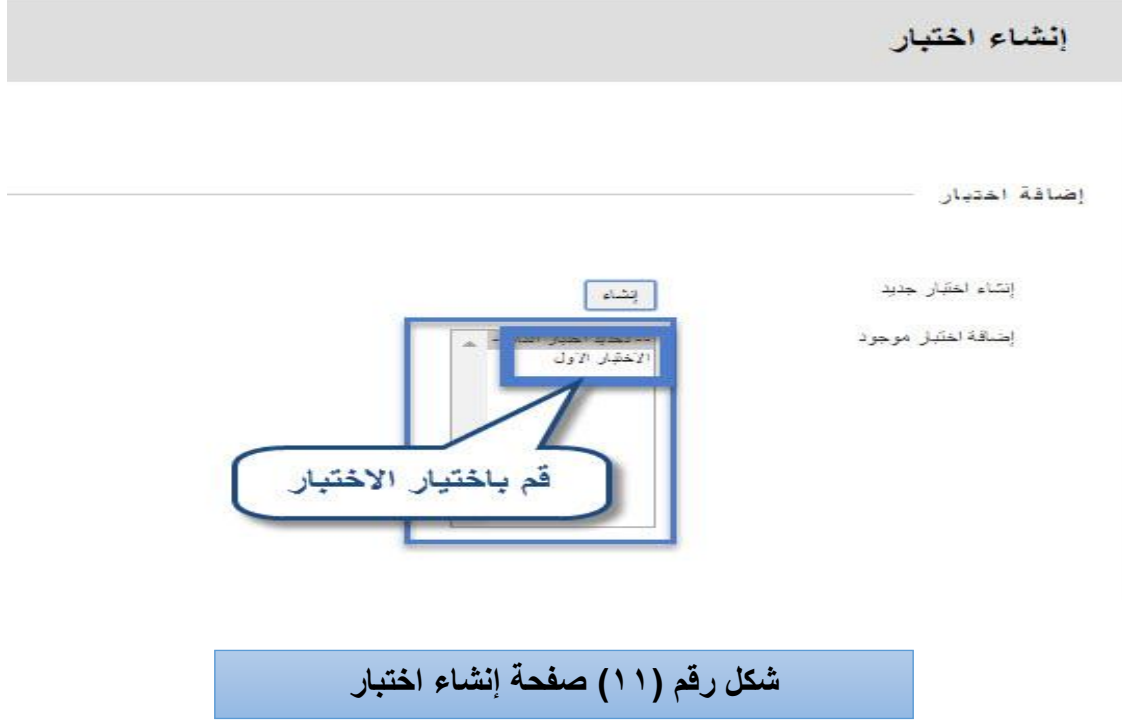 إنشاء اختبار
إضافة اختبار
إنشاء اختبار جديد
إنشاء
إضافة اختبار موجود
الاختبار الاول
قم باختيار الاختبار
شكل رقم (١١) صفحة إنشاء اختبار